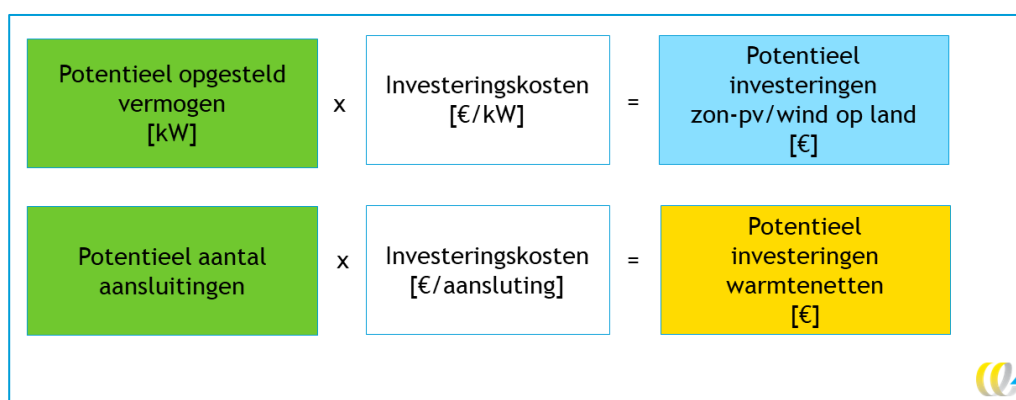 Potentieel opgesteld
vermogen
[kW]
x
Investeringskosten
[€/kW]
=
Potentieel
investeringen
zon-pv/wind op land
[€]
Potentieel aantal
aansluitingen
x
Investeringskosten
[€/aansluting]
=
Potentieel
investeringen
warmtenetten
[€]